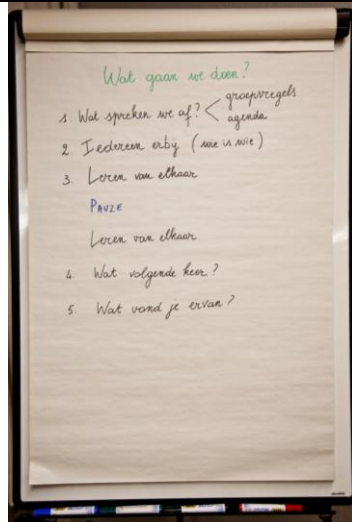 Wat gaan we doen?
1. Wat spreken we af? < groepsregels
agenda
2. Iedereen erbij (wie is wie)
3. Leren van elkaar
PAUZE
Leren van elkaar
4. Wat volgende keer?
5. Wat vond je ervan?